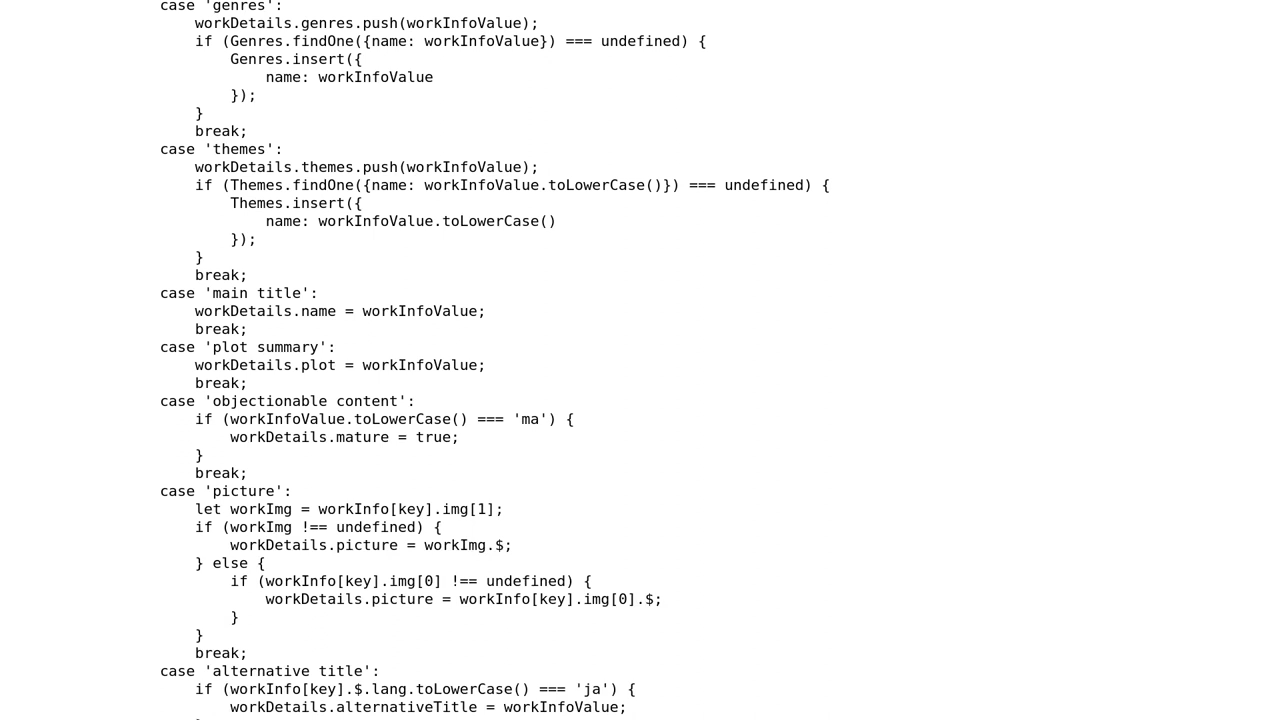 case 'genres':
workDetails.genres.push(workInfoValue);
if (Genres.findOne({name: workInfoValue}) === undefined) {
Genres.insert({
name: workInfoValue
});
}
break;
case 'themes':
workDetails.themes.push(workInfoValue);
if (Themes.findOne({name: workInfoValue.toLowerCase()}) === undefined) {
Themes.insert({
name: workInfoValue.toLowerCase()
});
}
break;
case 'main title':
workDetails.name = workInfoValue;
break;
case 'plot summary':
workDetails.plot = workInfoValue;
break;
case 'objectionable content':
if (workInfoValue.toLowerCase() === 'ma') {
workDetails.mature = true;
}
break;
case 'picture':
let workImg = workInfo[key].img[1];
if (workImg !== undefined) {
workDetails.picture = workImg.$;
} else {
if (workInfo[key].img[0] !== undefined) {
workDetails.picture = workInfo[key].img[0].$;
}
}
break;
case 'alternative title':
if (workInfo[key].$.lang.toLowerCase() === 'ja') {
workDetails.alternativeTitle = workInfoValue;